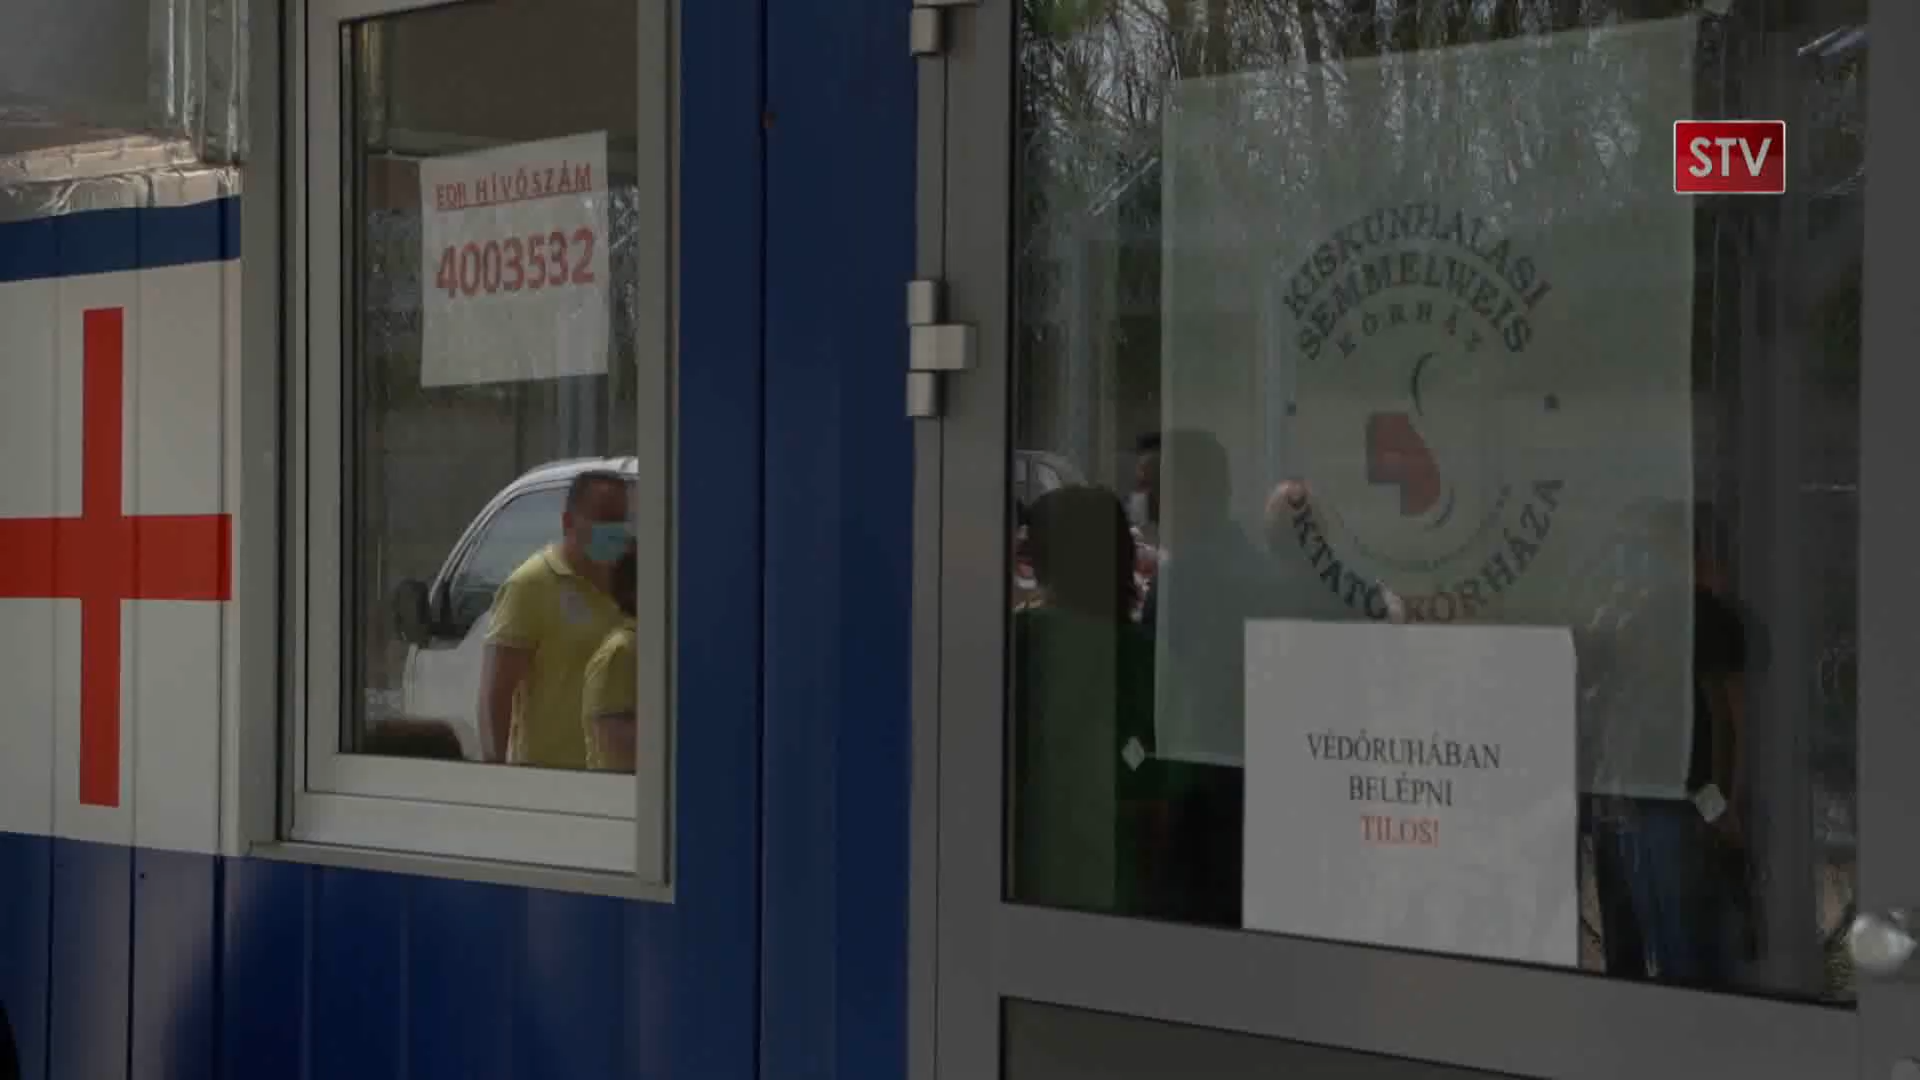 STV
EDR HÍVÓSZÁM
4003532
KISKUNHALASI
SEMMELWEIS
KÓRHÁZ
OKTATÓ KÓRHÁZA
VÉDŐRUHÁBAN
BELÉPNI
TILOS!